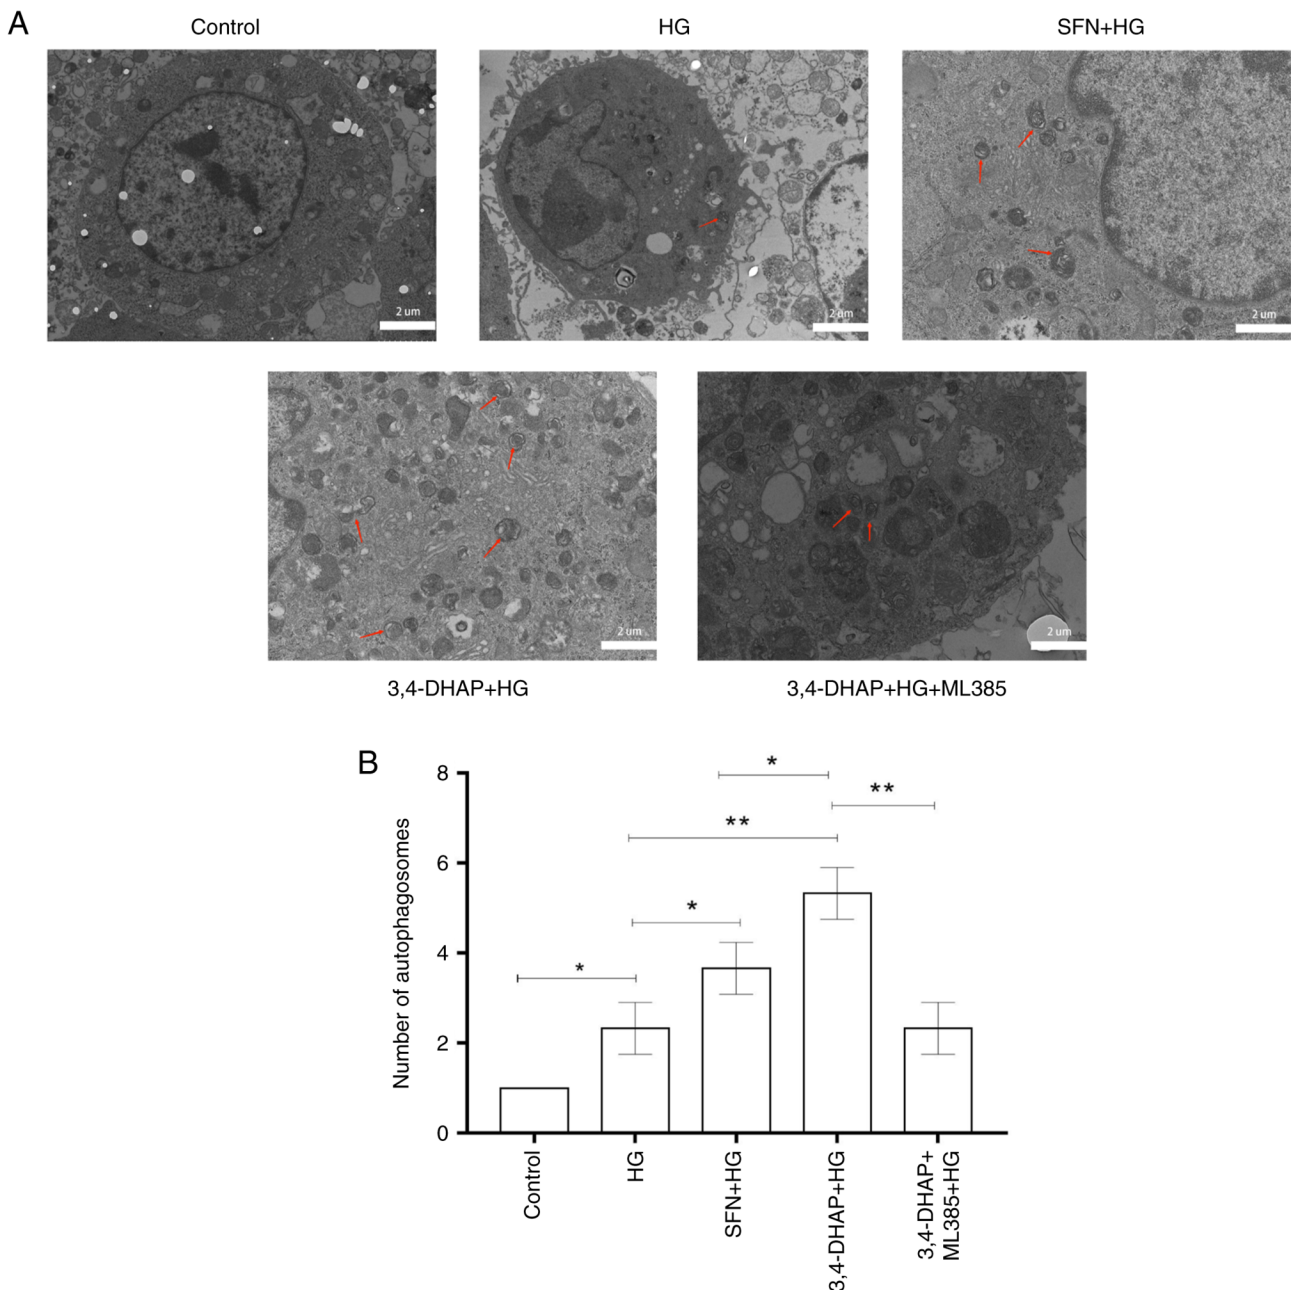 A
Control
HG
SFN+HG
2 um
2 um
2 um
2 um
2 um
3,4-DHAP+HG
3,4-DHAP+HG+ML385
B
Number of autophagosomes
8
6
4
2
0
*
**
**
*
*
Control
HG
SFN+HG
3,4-DHAP+HG
3,4-DHAP+
ML385+HG